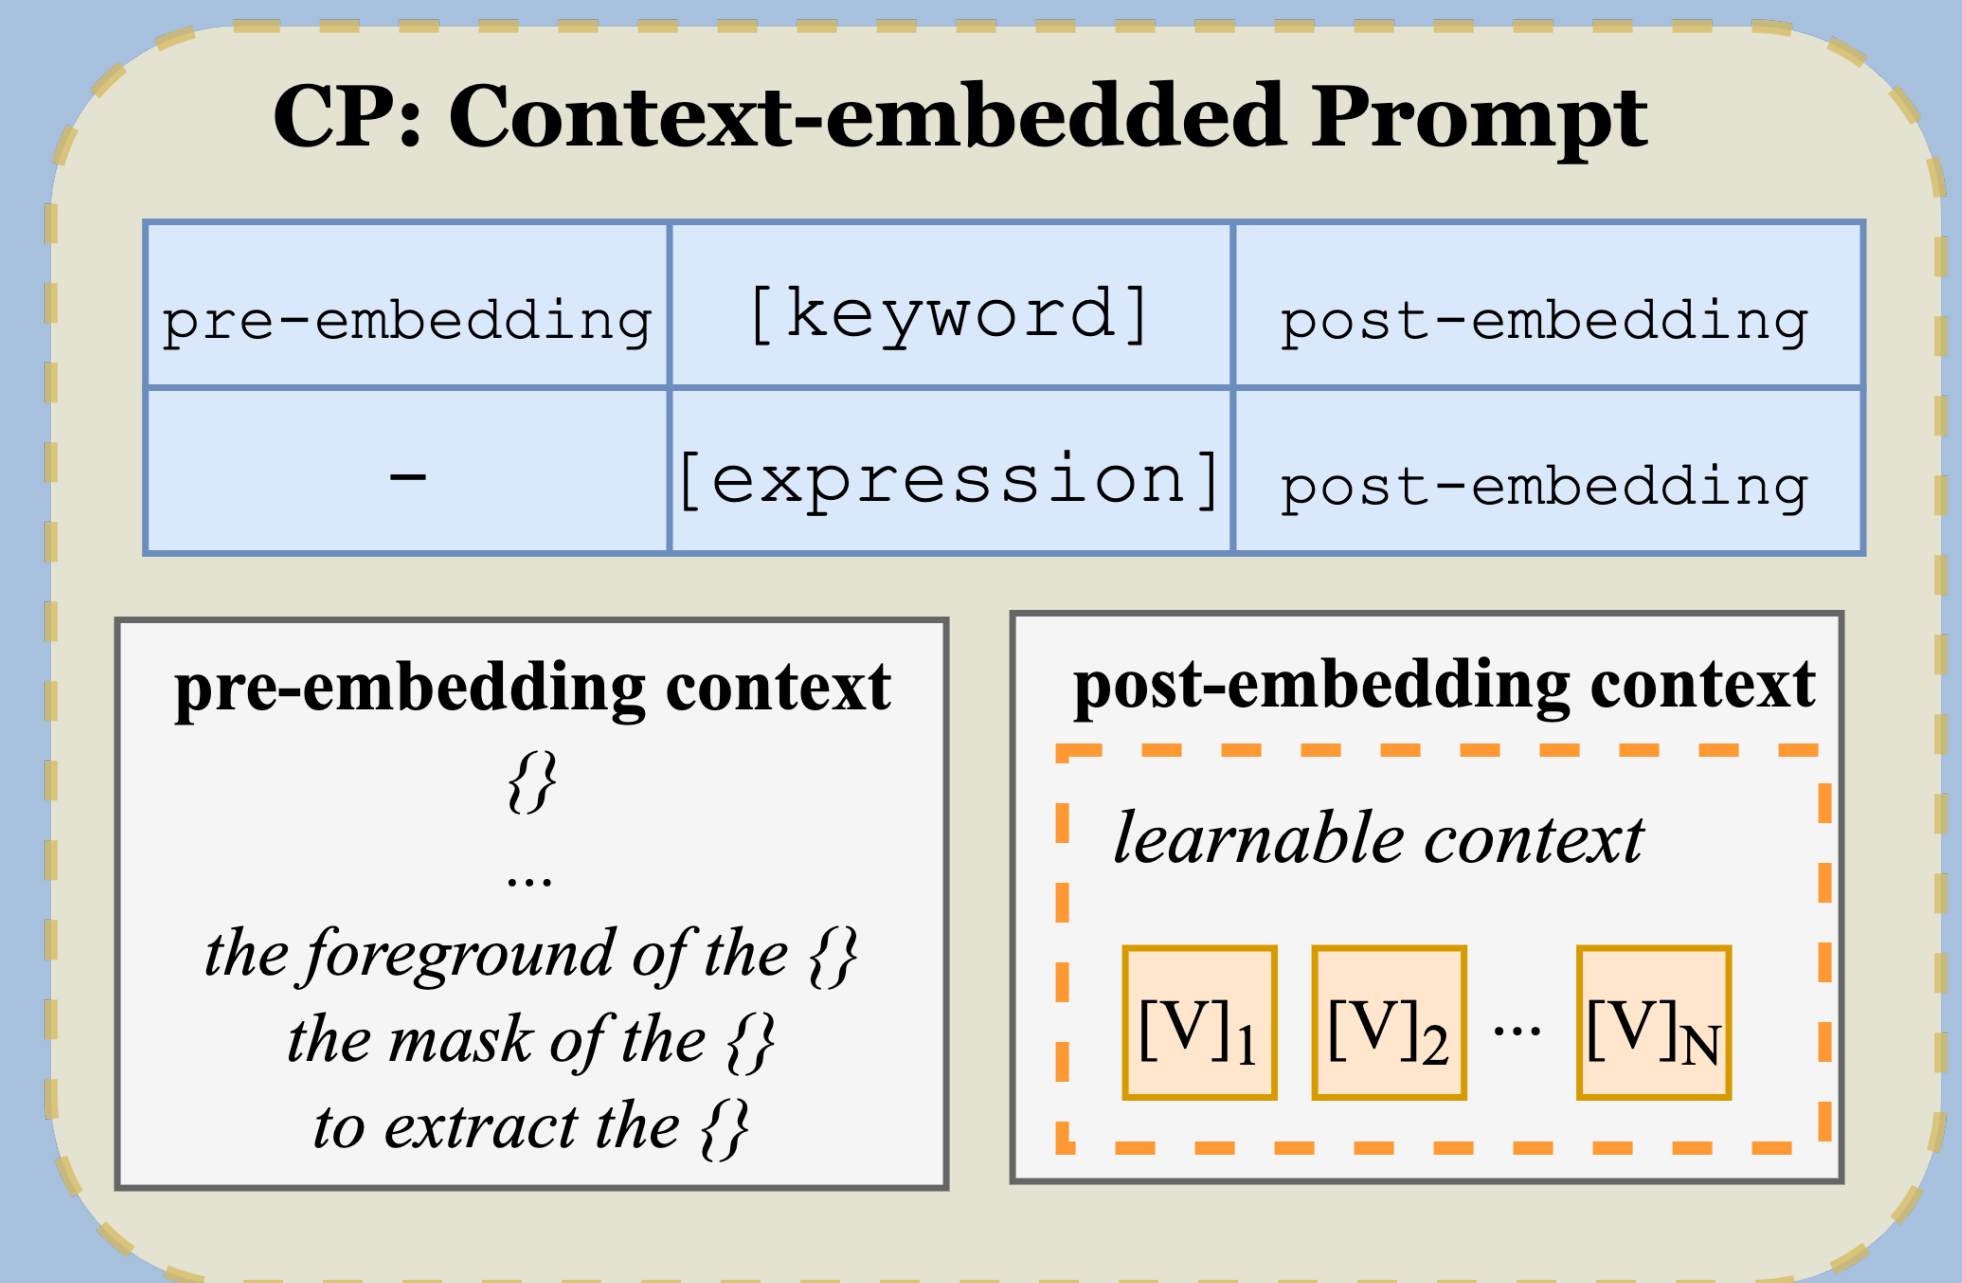 CP: Context-embedded Prompt
pre-embedding [keyword] post-embedding
- [expression] post-embedding
pre-embedding context
{}
...
the foreground of the {}
the mask of the {}
to extract the {}
post-embedding context
learnable context
[V]1 [V]2 ... [V]N